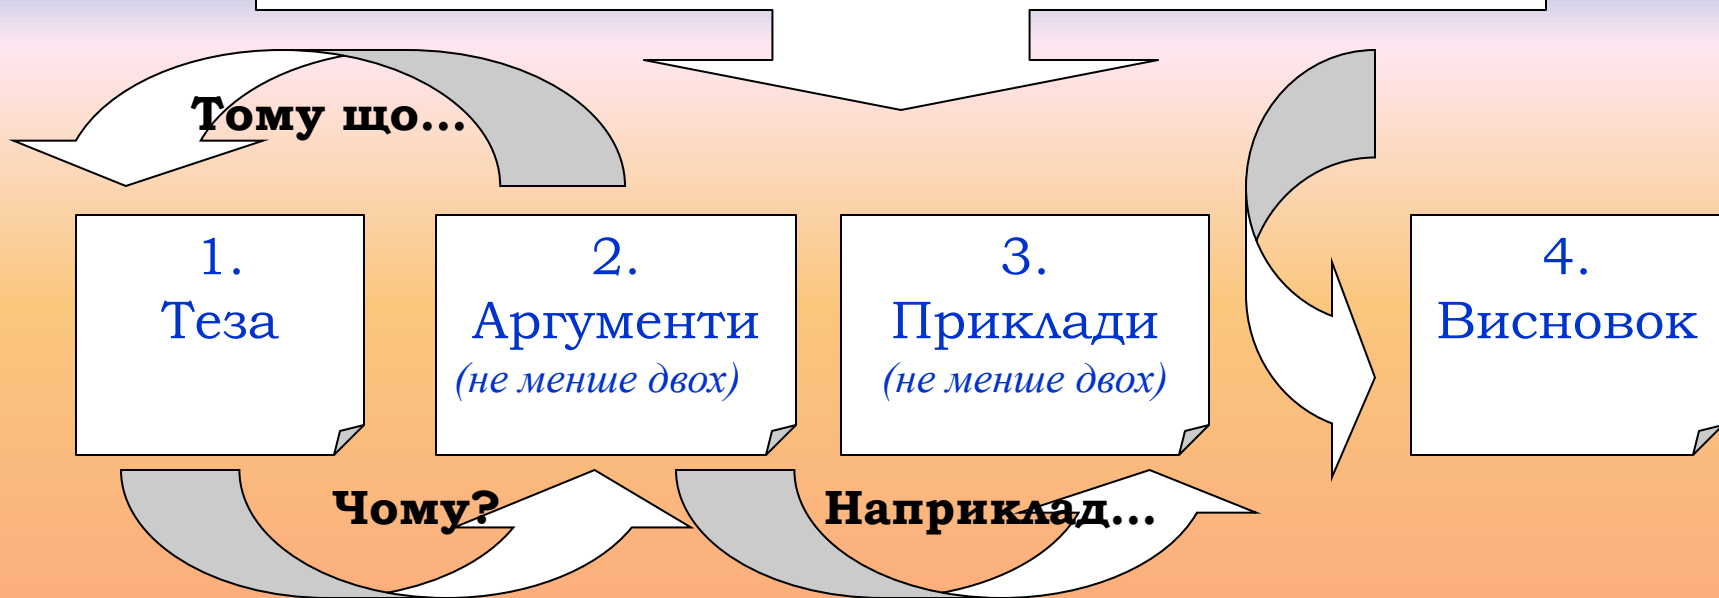 Тому що...
1.
Теза
2.
Аргументи
(не менше двох)
3.
Приклади
(не менше двох)
4.
Висновок
Чому?
Наприклад...